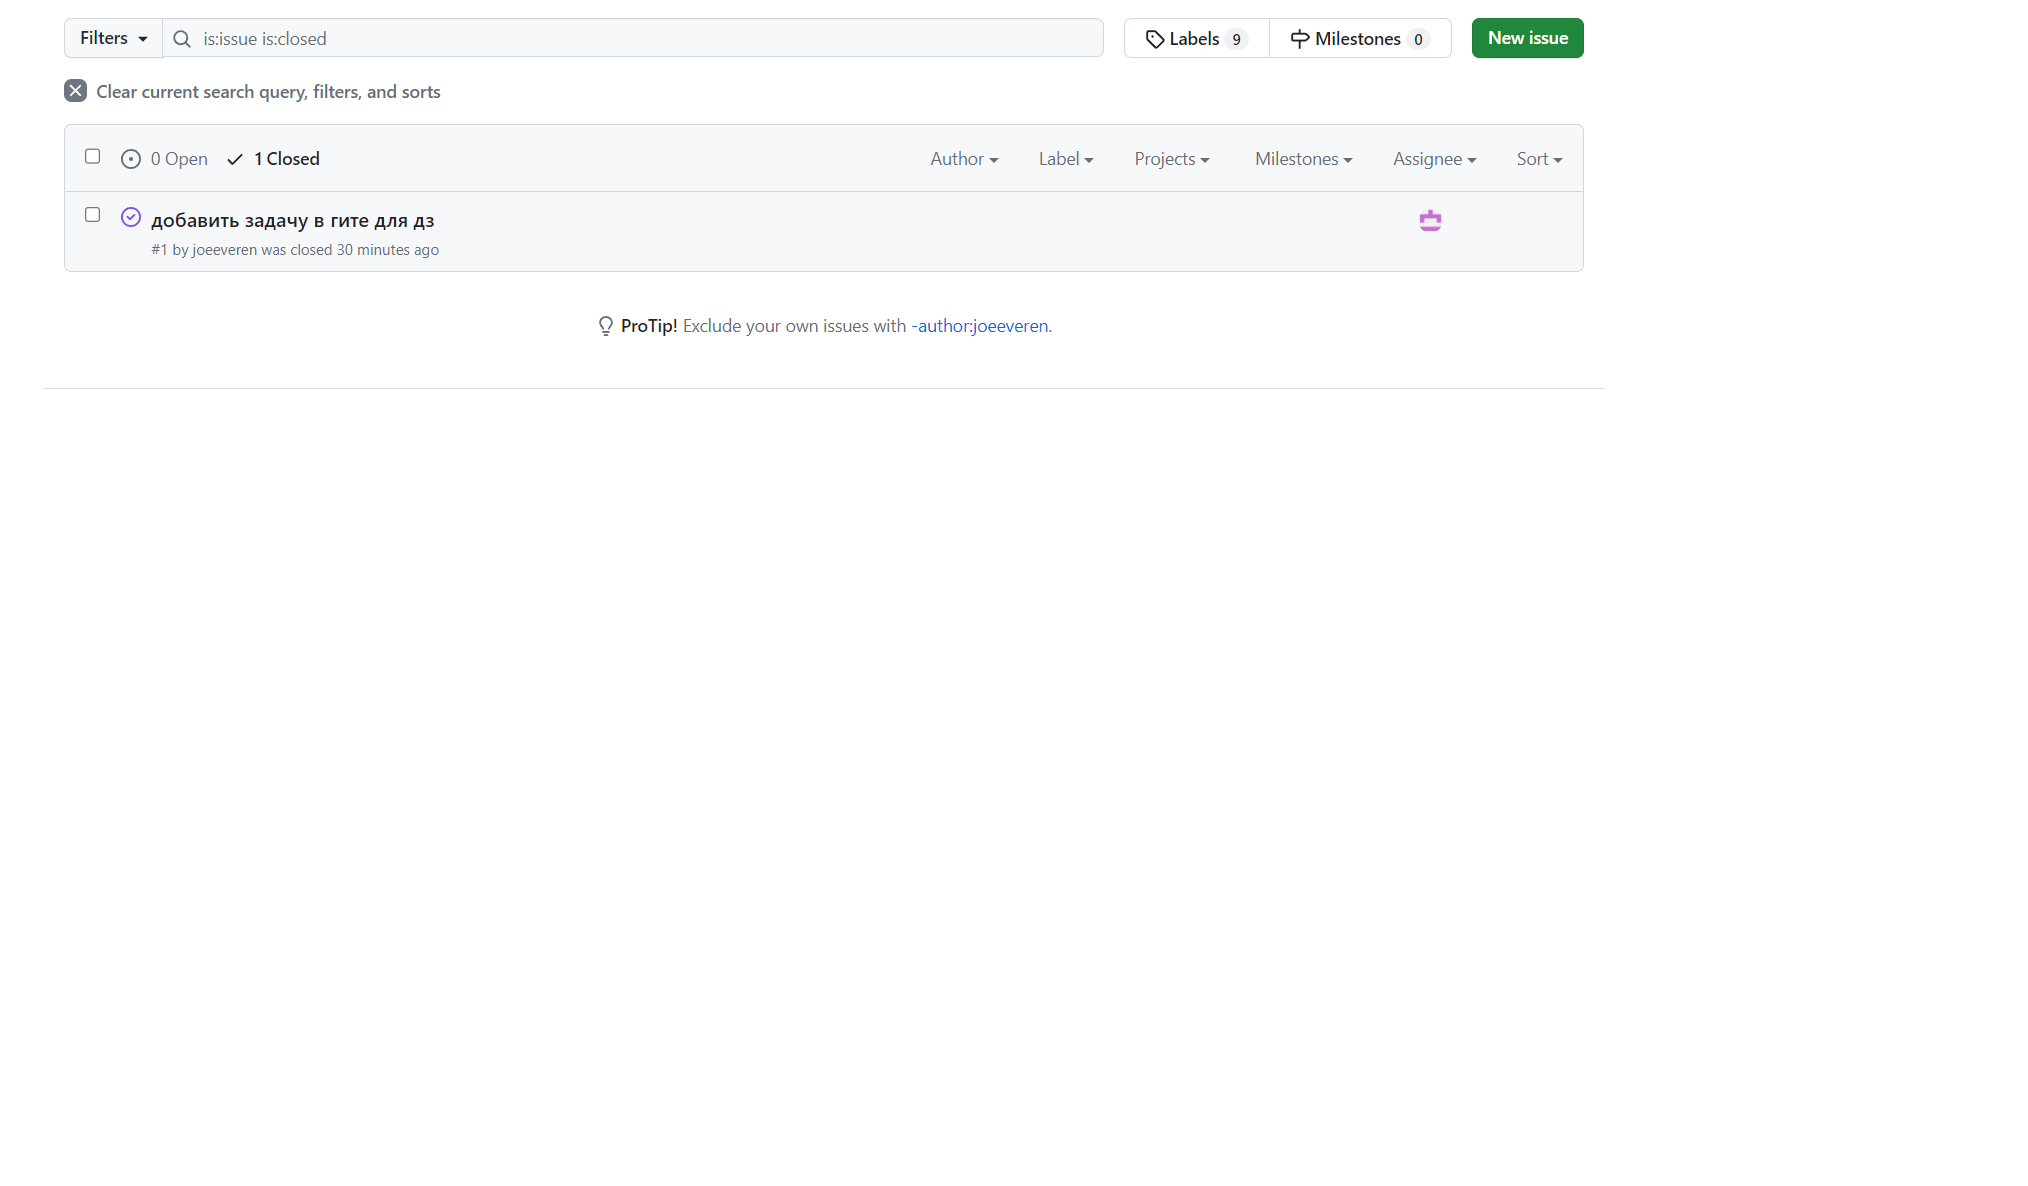 Filters
is:issue is:closed
Labels 9
Milestones 0
New issue
Clear current search query, filters, and sorts
0 Open 1 Closed
Author Label Projects Milestones Assignee Sort
добавить задачу в гите для дз
#1 by joeeveren was closed 30 minutes ago
ProTip! Exclude your own issues with -author:joeeveren.